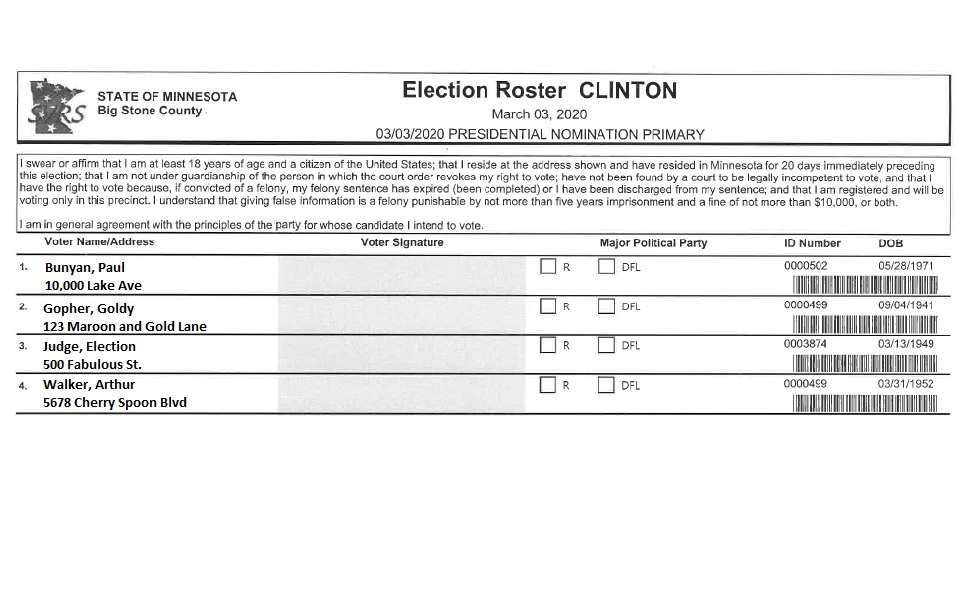 SVRS
STATE OF MINNESOTA
Big Stone County
Election Roster CLINTON
March 03, 2020
03/03/2020 PRESIDENTIAL NOMINATION PRIMARY
I swear or affirm that I am at least 18 years of age and a citizen of the United States; that I reside at the address shown and have resided in Minnesota for 20 days immediately preceding
this election; that I am not under guardianship of the person in which the court order revokes my right to vote; have not been found by a court to be legally incompetent to vote, and that I
have the right to vote because, if convicted of a felony, my felony sentence has expired (been completed) or I have been discharged from my sentence; and that I am registered and will be
voting only in this precinct. I understand that giving false information is a felony punishable by not more than five years imprisonment and a fine of not more than $10,000, or both.
I am in general agreement with the principles of the party for whose candidate I intend to vote.
Voter Name/Address Voter Signature Major Political Party ID Number DOB
1. Bunyan, Paul R DFL 0000502 05/28/1971
10,000 Lake Ave
2. Gopher, Goldy R DFL 0000499 09/04/1941
123 Maroon and Gold Lane
3. Judge, Election R DFL 0003874 03/13/1949
500 Fabulous St.
4. Walker, Arthur R DFL 0000499 03/31/1952
5678 Cherry Spoon Blvd